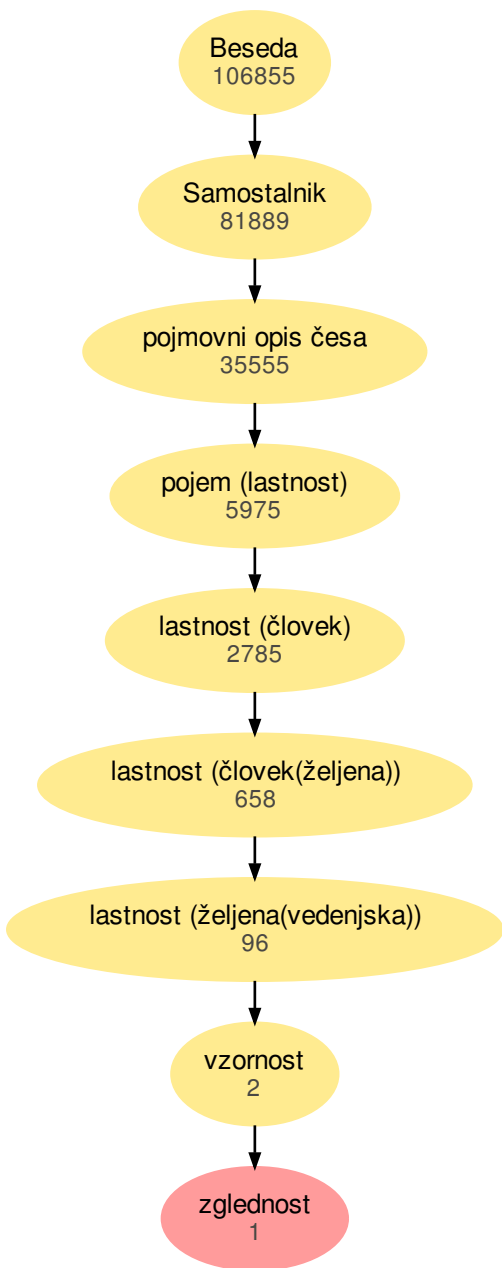 Beseda
106855
Samostalnik
81889
pojmovni opis česa
35555
pojem (lastnost)
5975
lastnost (človek)
2785
lastnost (človek(željena))
658
lastnost (željena(vedenjska))
96
vzornost
2
zglednost
1